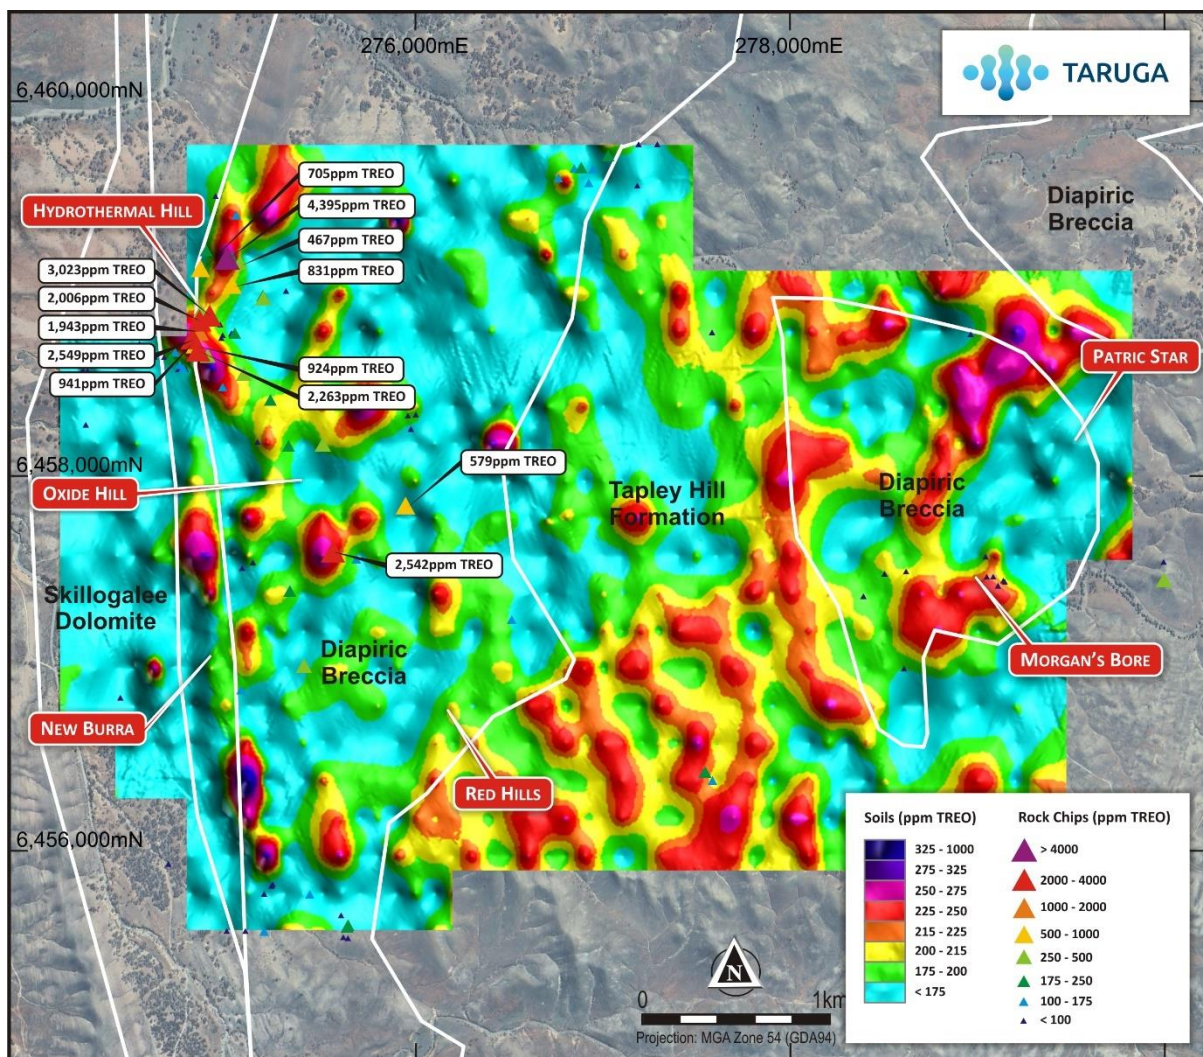 276,000mE
278,000mE
6,460,000mN
TARUGA
705ppm TREO
4,395ppm TREO
HYDROTHERMAL HILL
467ppm TREO
831ppm TREO
Diapiric
Breccia
3,023ppm TREO
2,006ppm TREO
1,943ppm TREO
2,549ppm TREO
941ppm TREO
924ppm TREO
2,263ppm TREO
PATRIC STAR
6,458,000mN
579ppm TREO
OXIDE HILL
Tapley Hill
Formation
Diapiric
Breccia
2,542ppm TREO
Skillogalee
Dolomite
Diapiric
Breccia
MORGAN'S BORE
NEW BURRA
RED HILLS
6,456,000mN
Soils (ppm TREO)
325 - 1000
275 - 325
250 - 275
225 - 250
215 - 225
200 - 215
175 - 200
< 175
Rock Chips (ppm TREO)
> 4000
2000 - 4000
1000 - 2000
500 - 1000
250 - 500
175 - 250
100 - 175
< 100
N
0
1km
Projection: MGA Zone 54 (GDA94)